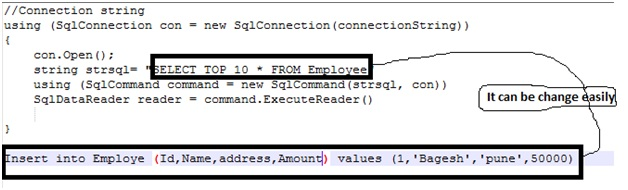 //Connection string
using (SqlConnection con = new SqlConnection(connectionString))
{
con.Open();
string strsql= "SELECT TOP 10 * FROM Employee
using (SqlCommand command = new SqlCommand(strsql, con))
SqlDataReader reader = command.ExecuteReader()
It can be change easily
}
Insert into Employe (Id,Name,address,Amount) values (1,'Bagesh','pune',50000)